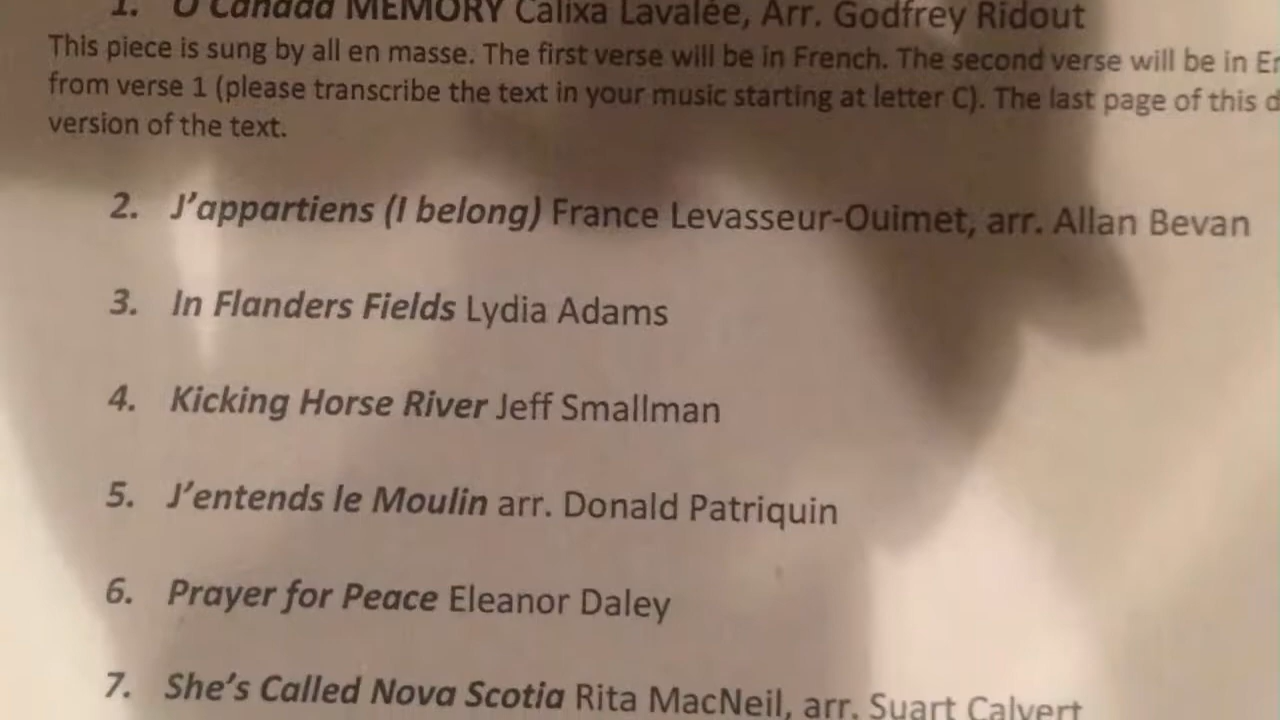 1. O Canada MEMORY Calixa Lavalée, Arr. Godfrey Ridout
This piece is sung by all en masse. The first verse will be in French. The second verse will be in
from verse 1 (please transcribe the text in your music starting at letter C). The last page of this
version of the text.
2. J'appartiens (I belong) France Levasseur-Ouimet, arr. Allan Bevan
3. In Flanders Fields Lydia Adams
4. Kicking Horse River Jeff Smallman
5. J'entends le Moulin arr. Donald Patriquin
6. Prayer for Peace Eleanor Daley
7. She's Called Nova Scotia Rita MacNeil, arr. Suart Calvert